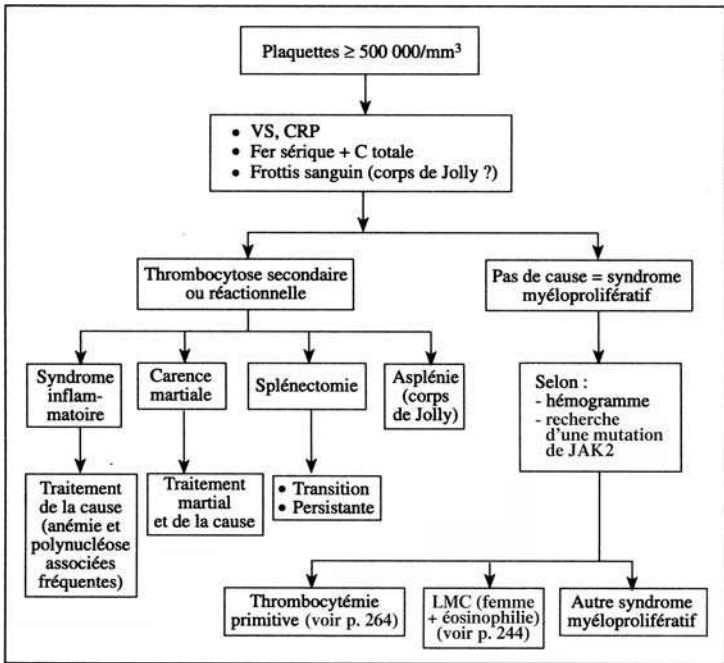 Plaquettes ≥ 500 000/mm³
• VS, CRP
• Fer sérique + C totale
• Frottis sanguin (corps de Jolly ?)
Thrombocytose secondaire
ou réactionnelle
Pas de cause = syndrome
myéloprolifératif
Syndrome
inflam-
matoire
Carence
martiale
Splénectomie
Asplénie
(corps
de Jolly)
Selon :
- hémogramme
- recherche
d'une mutation
de JAK2
Traitement
de la cause
(anémie et
polynucléose
associées
fréquentes)
Traitement
martial
et de la cause
• Transition
• Persistante
Thrombocytémie
primitive (voir p. 264)
LMC (femme
+ éosinophilie)
(voir p. 244)
Autre syndrome
myéloprolifératif